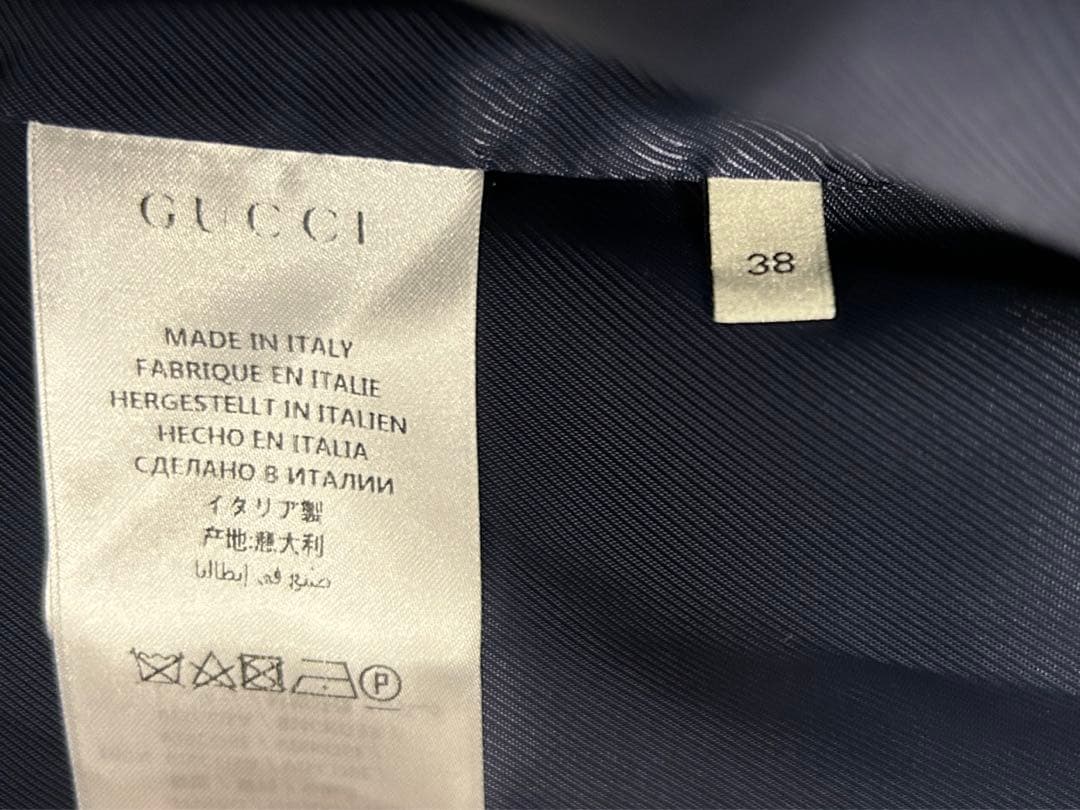 GUCCI
MADE IN ITALY
FABRIQUE EN ITALIE
HERGESTELLT IN ITALIEN
HECHO EN ITALIA
СДЕЛАНО В ИТАЛИИ
イタリア製
产地:意大利
صنع في إيطاليا
P
38